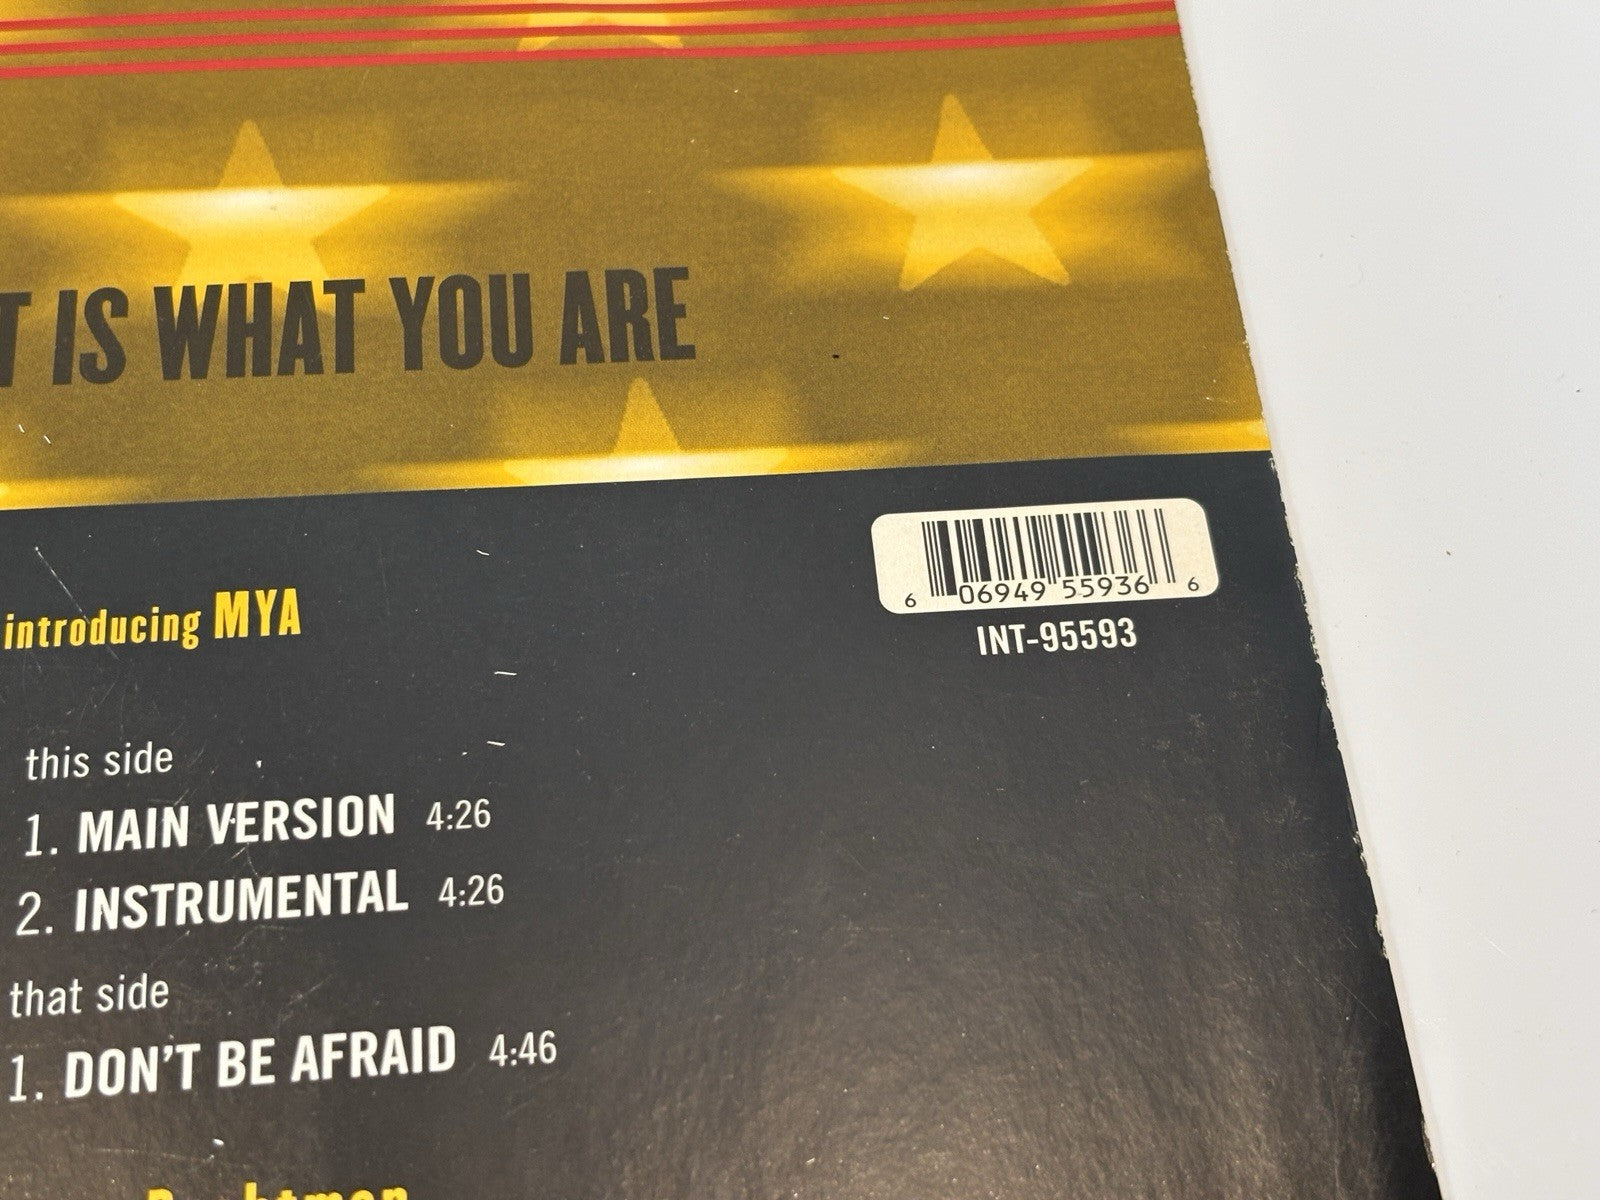 IS WHAT YOU ARE
6 06949 55936 6
INT-95593
introducing MYA
this side
1. MAIN VERSION 4:26
2. INSTRUMENTAL 4:26
that side
1. DON'T BE AFRAID 4:46